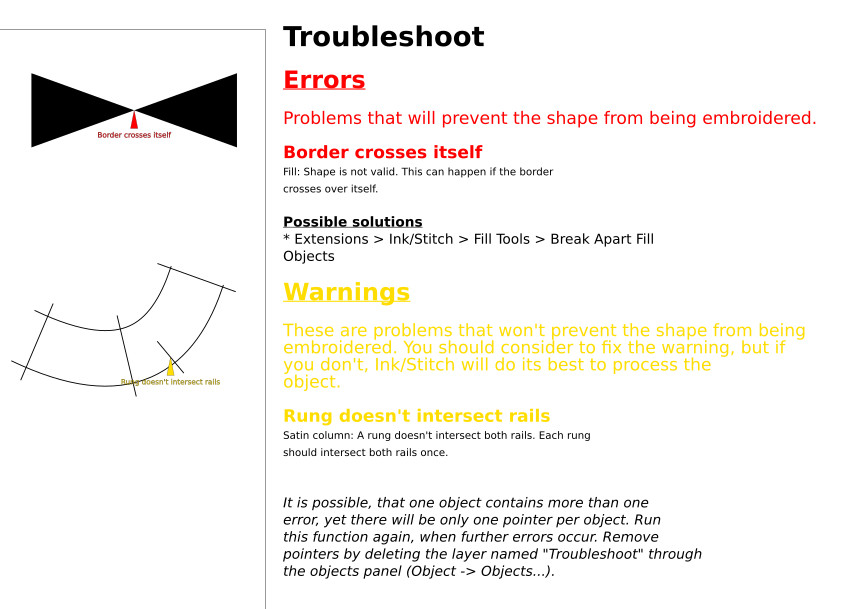 Troubleshoot
Errors
Problems that will prevent the shape from being embroidered.
Border crosses itself
Fill: Shape is not valid. This can happen if the border
crosses over itself.
Possible solutions
* Extensions > Ink/Stitch > Fill Tools > Break Apart Fill
Objects
Warnings
These are problems that won't prevent the shape from being
embroidered. You should consider to fix the warning, but if
you don't, Ink/Stitch will do its best to process the
object.
Rung doesn't intersect rails
Satin column: A rung doesn't intersect both rails. Each rung
should intersect both rails once.
It is possible, that one object contains more than one
error, yet there will be only one pointer per object. Run
this function again, when further errors occur. Remove
pointers by deleting the layer named "Troubleshoot" through
the objects panel (Object -> Objects...).
Border crosses itself
Rung doesn't intersect rails